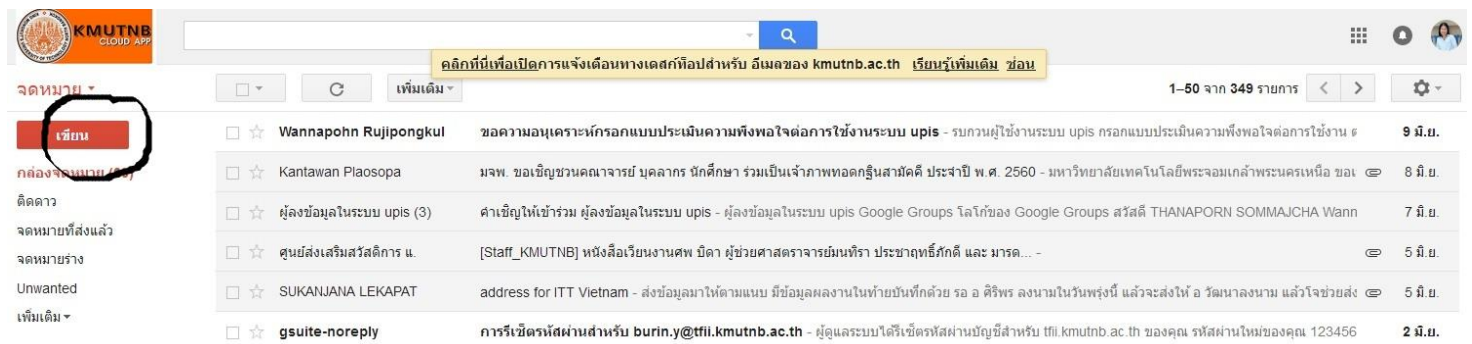 KMUTNB
CLOUD APP
คลิกที่นี่เพื่อเปิดการแจ้งเตือนทางเดสก์ท็อปสำหรับ อีเมลของ kmutnb.ac.th เรียนรู้เพิ่มเติม ซ่อน
จดหมาย
เพิ่มเติม
1–50 จาก 349 รายการ
เขียน
Wannapohn Rujipongkul ขอความอนุเคราะห์กรอกแบบประเมินความพึงพอใจต่อการใช้งานระบบ upis - รบกวนผู้ใช้งานระบบ upis กรอกแบบประเมินความพึงพอใจต่อการใช้งาน 9 มิ.ย.
กล่องจดหมาย
Kantawan Plaosopa มจพ. ขอเชิญชวนคณาจารย์ บุคลากร นักศึกษา ร่วมเป็นเจ้าภาพทอดกฐินสามัคคี ประจำปี พ.ศ. 2560 - มหาวิทยาลัยเทคโนโลยีพระจอมเกล้าพระนครเหนือ ขอเ 8 มิ.ย.
ติดดาว
ผู้ลงข้อมูลในระบบ upis (3) คำเชิญให้เข้าร่วม ผู้ลงข้อมูลในระบบ upis - ผู้ลงข้อมูลในระบบ upis Google Groups โลโก้ของ Google Groups สวัสดี THANAPORN SOMMAJCHA Wann 7 มิ.ย.
จดหมายที่ส่งแล้ว
ศูนย์ส่งเสริมสวัสดิการ แ. [Staff_KMUTNB] หนังสือเวียนงานศพ บิดา ผู้ช่วยศาสตราจารย์มนทิรา ประชาฤทธิ์ภักดี และ มารด... - 5 มิ.ย.
จดหมายร่าง
Unwanted
SUKANJANA LEKAPAT address for ITT Vietnam - ส่งข้อมูลมาให้ตามแนบ มีข้อมูลผลงานในท้ายบันทึกด้วย รอ อ ศิริพร ลงนามในวันพรุ่งนี้ แล้วจะส่งให้ อ วัฒนาลงนาม แล้วโจช่วยส่ง 5 มิ.ย.
เพิ่มเติม
gsuite-noreply การรีเซ็ตรหัสผ่านสำหรับ burin.y@tfii.kmutnb.ac.th - ผู้ดูแลระบบได้รีเซ็ตรหัสผ่านบัญชีสำหรับ tfii.kmutnb.ac.th ของคุณ รหัสผ่านใหม่ของคุณ 123456 2 มิ.ย.